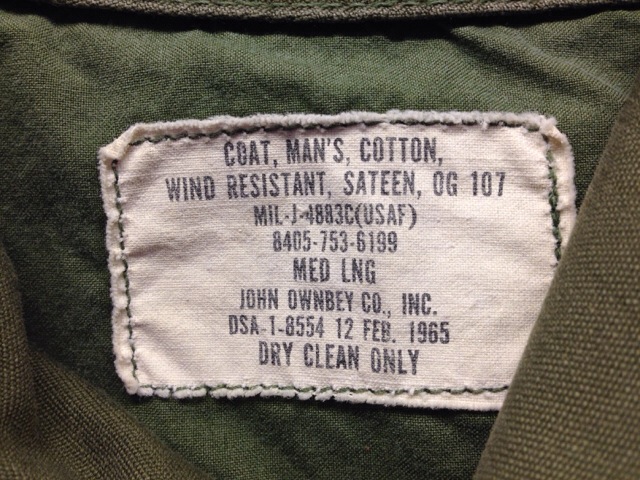 COAT, MAN'S, COTTON,
WIND RESISTANT, SATEEN, OG 107
MIL-J-4883C(USAF)
8405-753-6199
MED LNG
JOHN OWNBEY CO., INC.
DSA-1-8554 12 FEB. 1965
DRY CLEAN ONLY